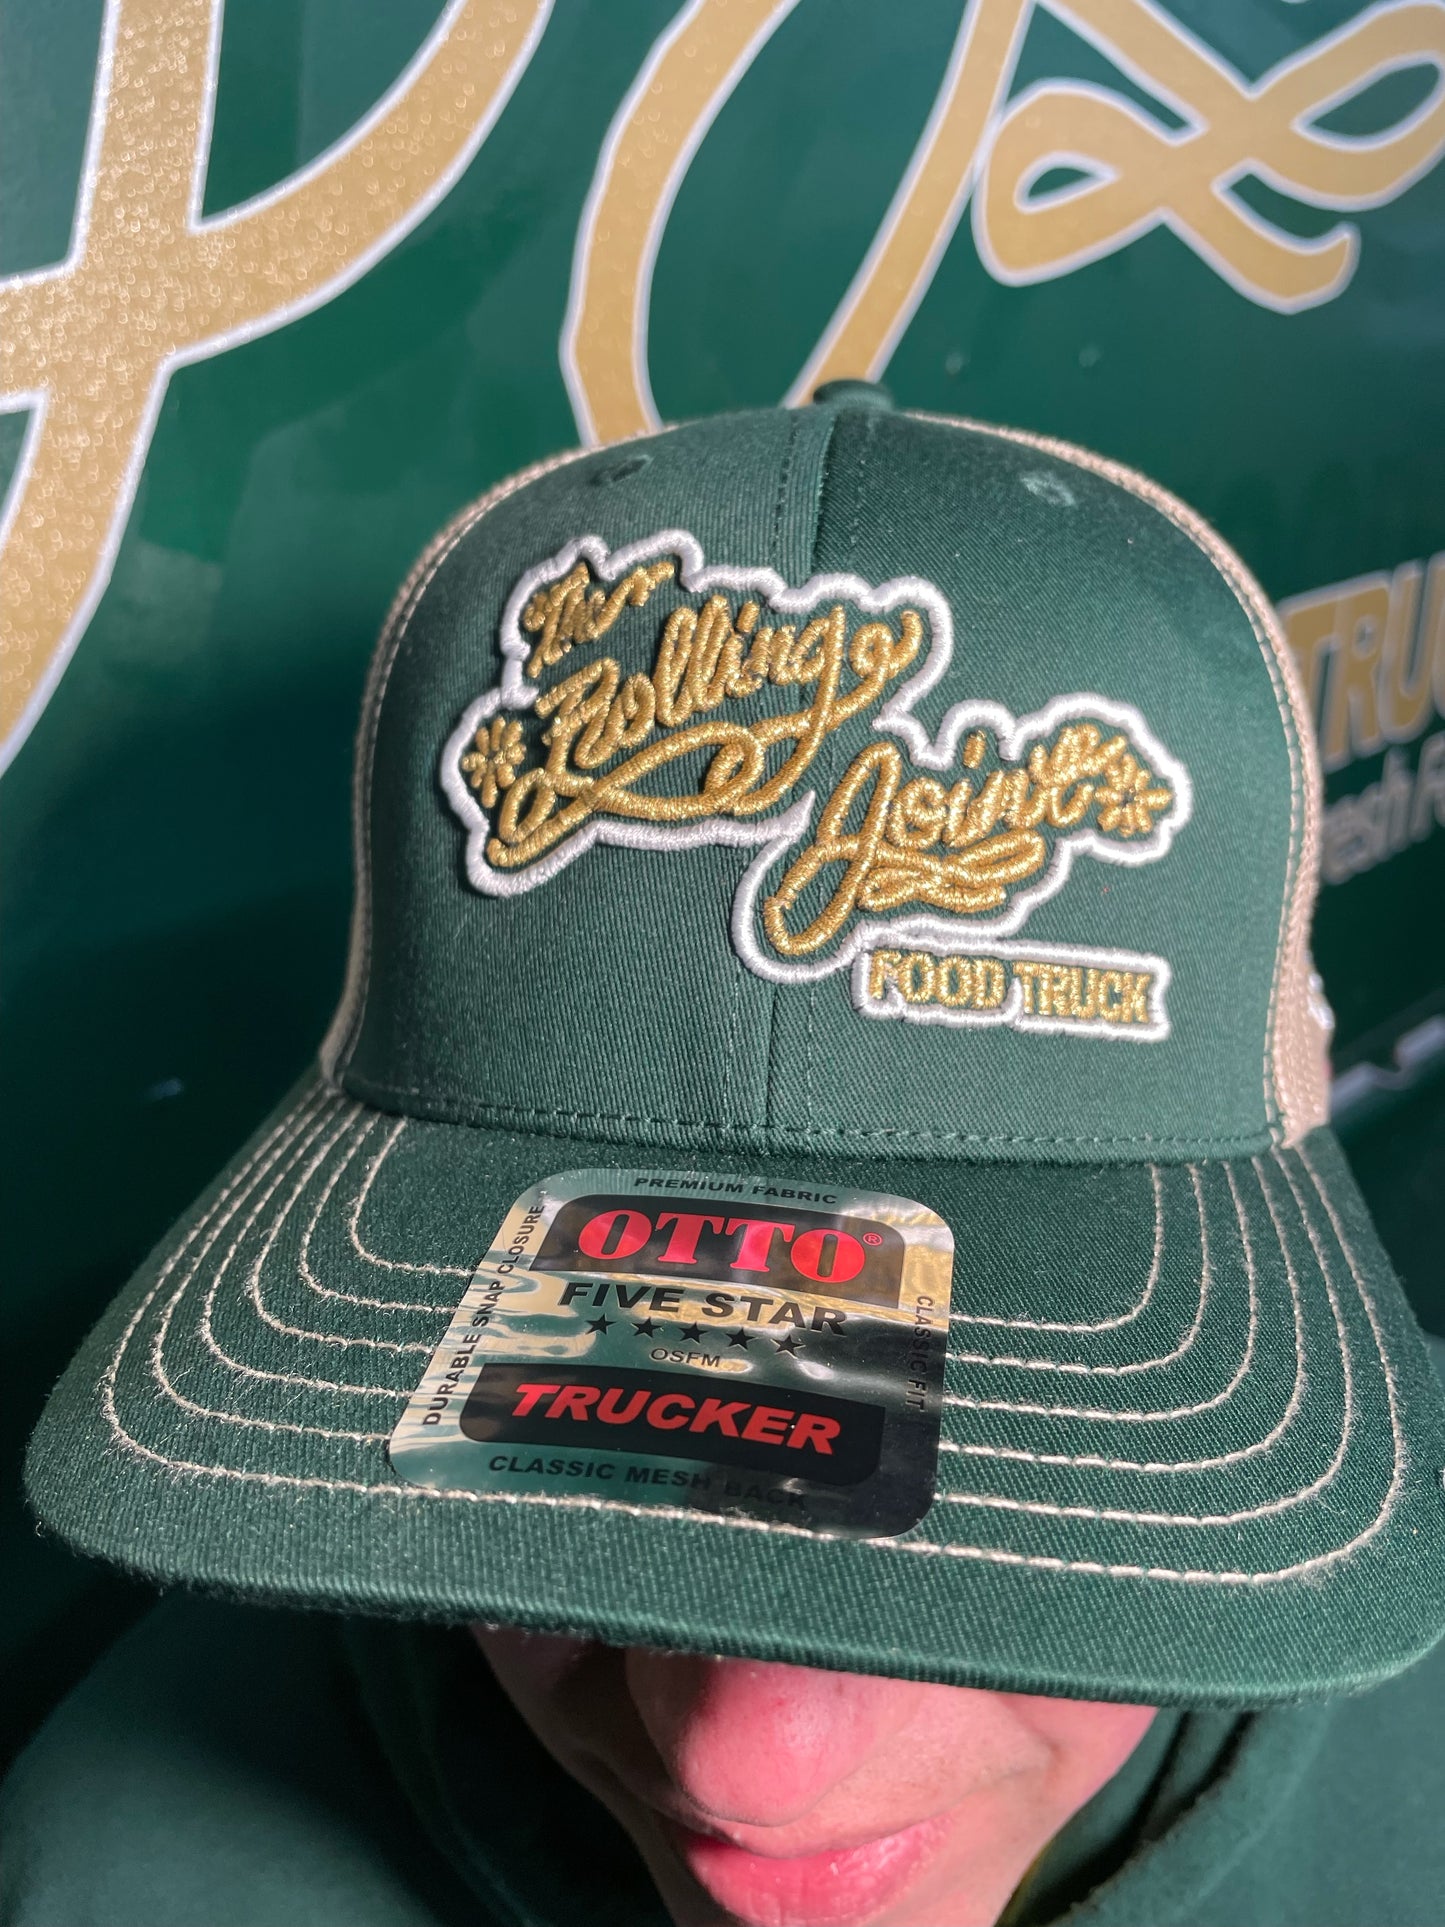 The
Rolling
Joint
FOOD TRUCK
PREMIUM FABRIC
OTTO®
FIVE STAR
★★★★★
OSFM
TRUCKER
CLASSIC MESH BACK
DURABLE SNAP CLOSURE
CLASSIC FIT